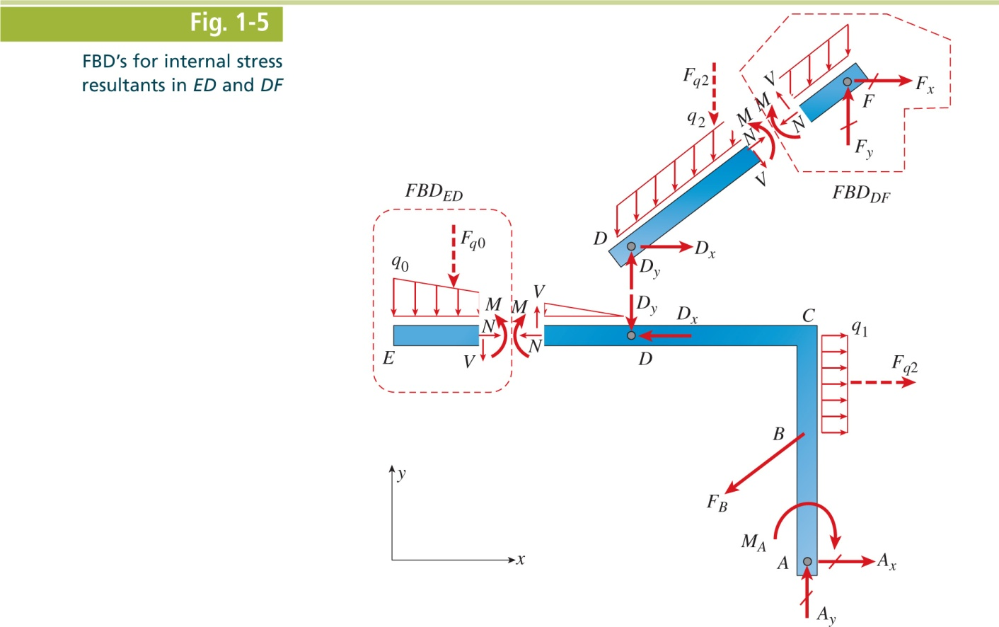 Fig. 1-5
FBD's for internal stress
resultants in ED and DF
F_q2
q_2
V
M
N
F_x
F
F_y
M
N
V
FBD_DF
D
D_x
D_y
FBD_ED
F_q0
q_0
M
N
V
E
M
V
N
D_y
D_x
D
C
q_1
F_q2
B
F_B
M_A
A
A_x
A_y
y
x